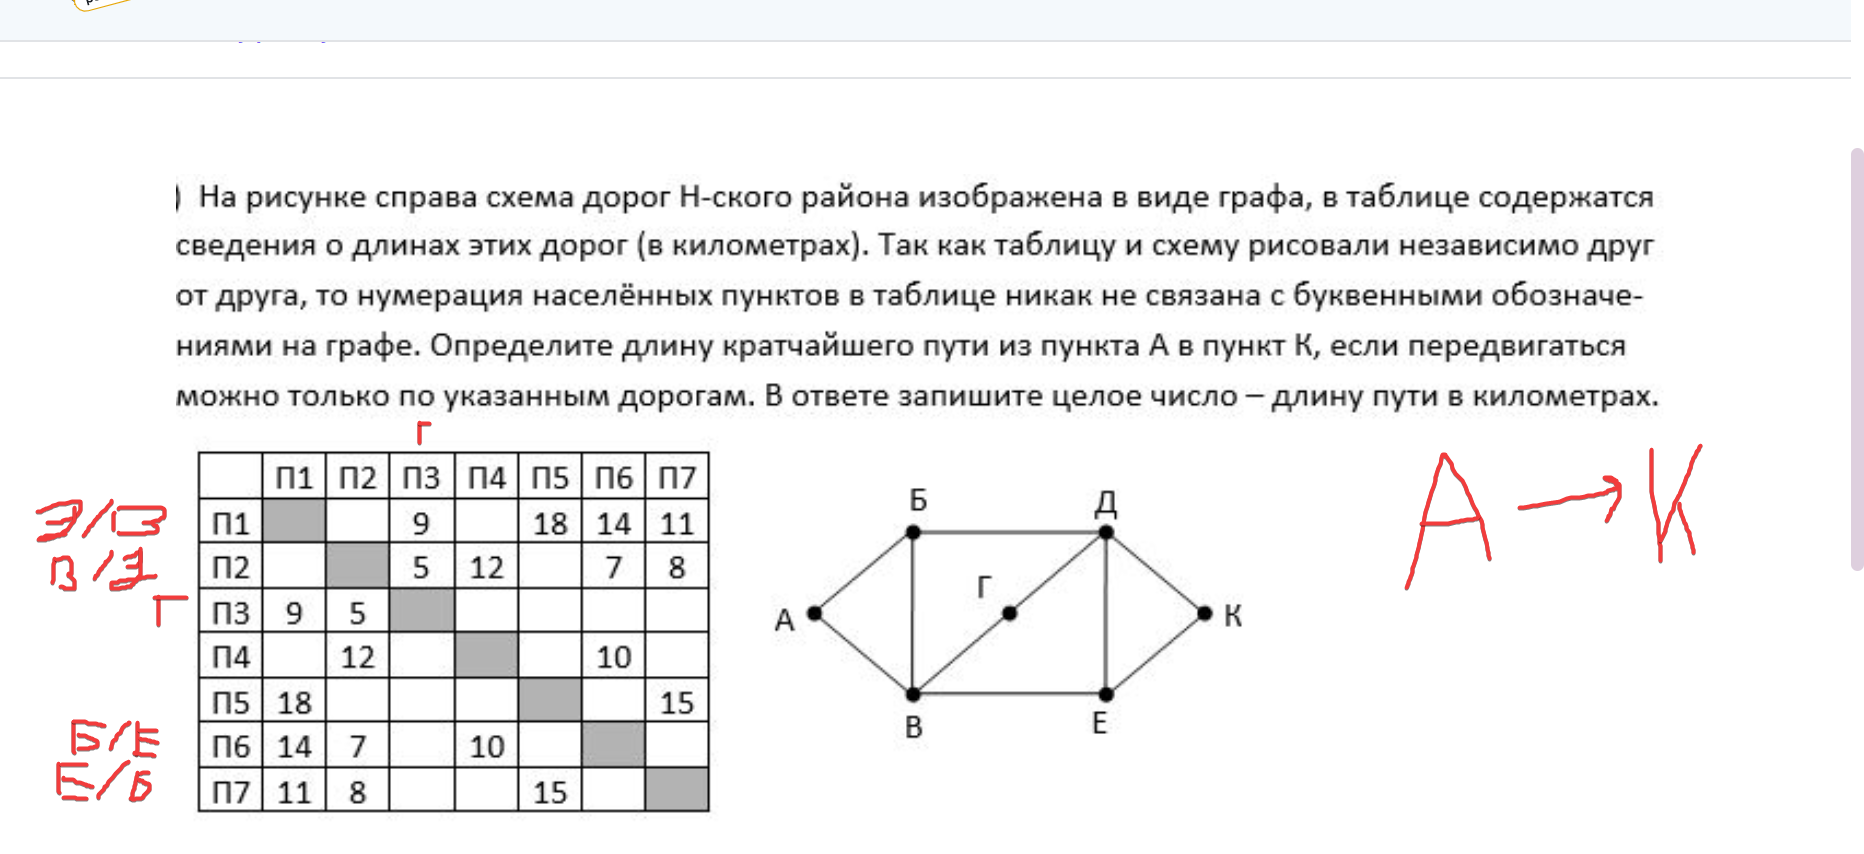 ) На рисунке справа схема дорог Н-ского района изображена в виде графа, в таблице содержатся
сведения о длинах этих дорог (в километрах). Так как таблицу и схему рисовали независимо друг
от друга, то нумерация населённых пунктов в таблице никак не связана с буквенными обозначе-
ниями на графе. Определите длину кратчайшего пути из пункта А в пункт К, если передвигаться
можно только по указанным дорогам. В ответе запишите целое число – длину пути в километрах.
Г
П1 П2 П3 П4 П5 П6 П7
П1 9 18 14 11
В/Д П2 5 12 7 8
Г П3 9 5
П4 12 10
П5 18 15
Б/Е П6 14 7 10
Е/Б П7 11 8 15
Б Д
Г
А К
В Е
А → К